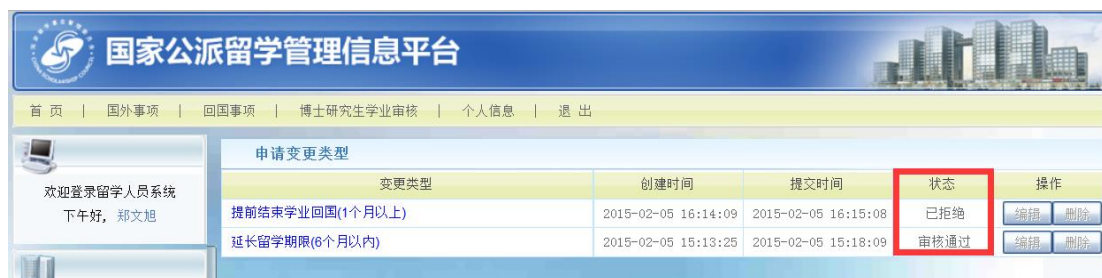 国家公派留学管理信息平台
首 页 | 国外事项 | 回国事项 | 博士研究生学业审核 | 个人信息 | 退 出
申请变更类型
欢迎登录留学人员系统
下午好, 郑文旭
变更类型 创建时间 提交时间 状态 操作
提前结束学业回国(1个月以上) 2015-02-05 16:14:09 2015-02-05 16:15:08 已拒绝 编辑 删除
延长留学期限(6个月以内) 2015-02-05 15:13:25 2015-02-05 15:18:09 审核通过 编辑 删除